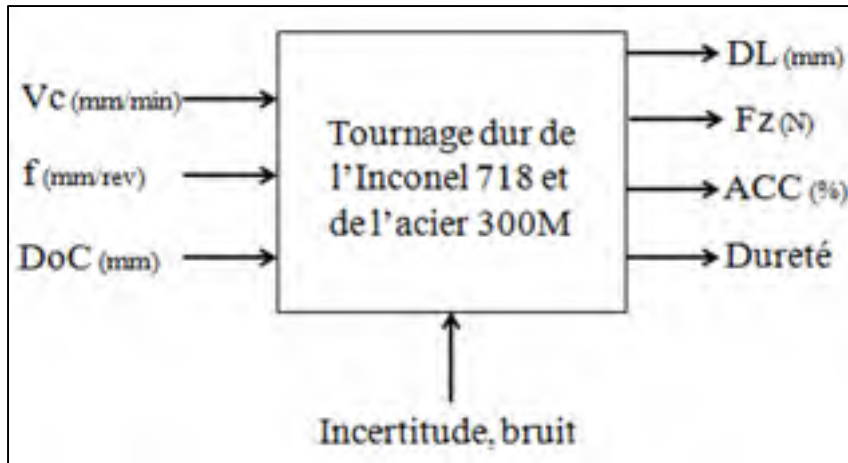 Vc (mm/min)
f (mm/rev)
DoC (mm)
Tournage dur de
l'Inconel 718 et
de l'acier 300M
DL (mm)
Fz (N)
ACC (%)
Dureté
Incertitude, bruit